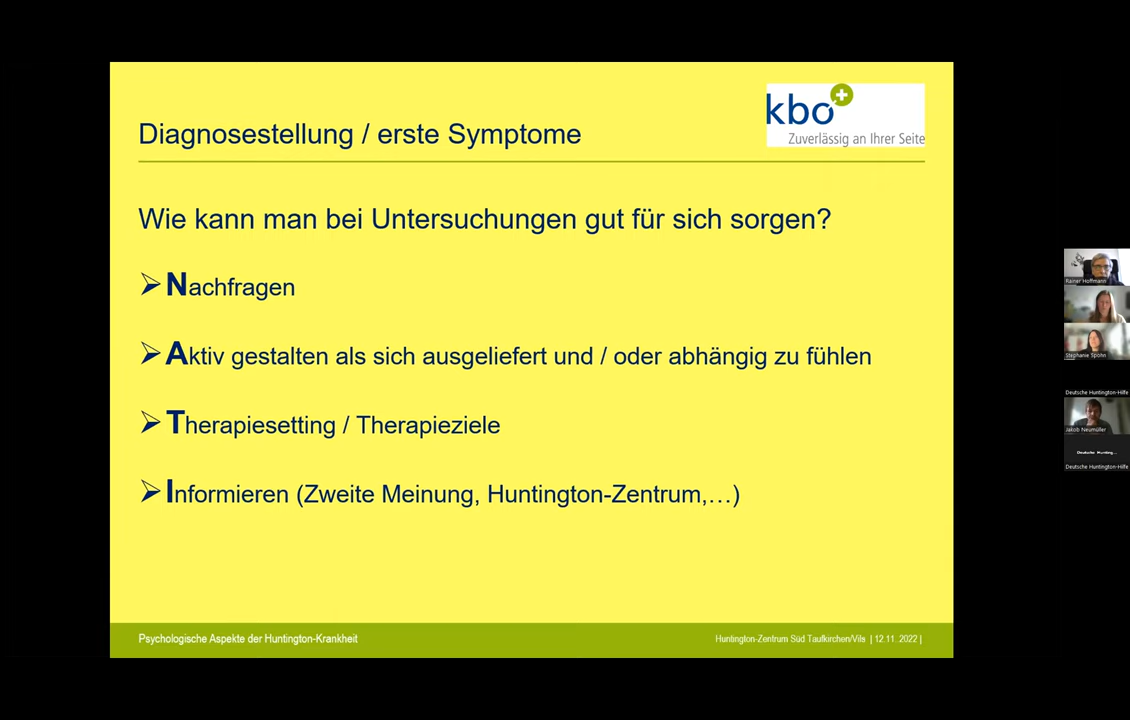 kbo
Zuverlässig an Ihrer Seite
Diagnosestellung / erste Symptome
Wie kann man bei Untersuchungen gut für sich sorgen?
➢Nachfragen
➢Aktiv gestalten als sich ausgeliefert und / oder abhängig zu fühlen
➢Therapiesetting / Therapieziele
➢Informieren (Zweite Meinung, Huntington-Zentrum,…)
Psychologische Aspekte der Huntington-Krankheit
Huntington-Zentrum Süd Taufkirchen/Vils | 12.11.2022 |
Rainer Hoffmann
Stephanie Spöhn
Deutsche Huntington-Hilfe
Jakob Neumüller
Deutsche Hunting...
Deutsche Huntington-Hilfe